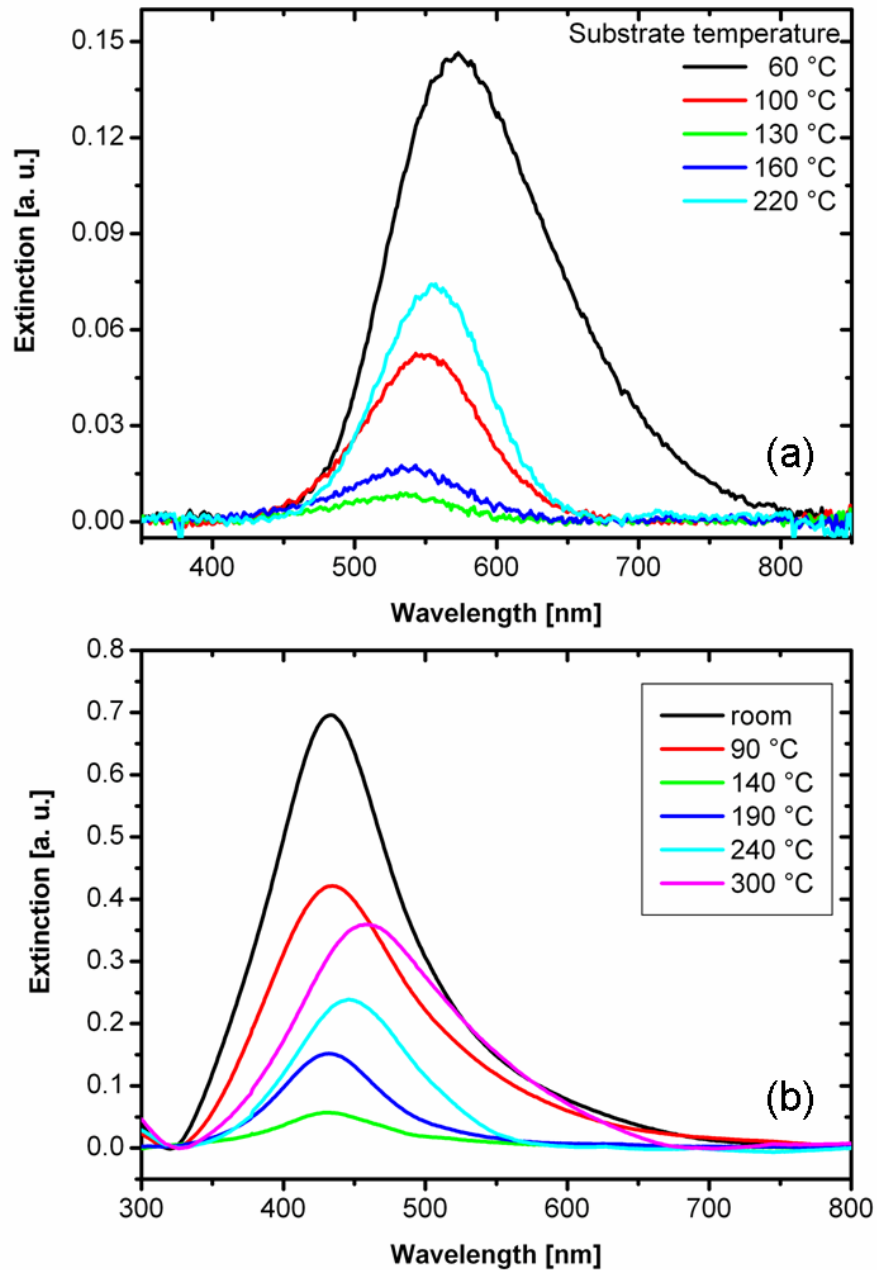 Substrate temperature
60 °C
100 °C
130 °C
160 °C
220 °C
0.15
0.12
0.09
0.06
0.03
0.00
Extinction [a. u.]
(a)
400 500 600 700 800
Wavelength [nm]
0.8
0.7
0.6
0.5
0.4
0.3
0.2
0.1
0.0
Extinction [a. u.]
room
90 °C
140 °C
190 °C
240 °C
300 °C
(b)
300 400 500 600 700 800
Wavelength [nm]